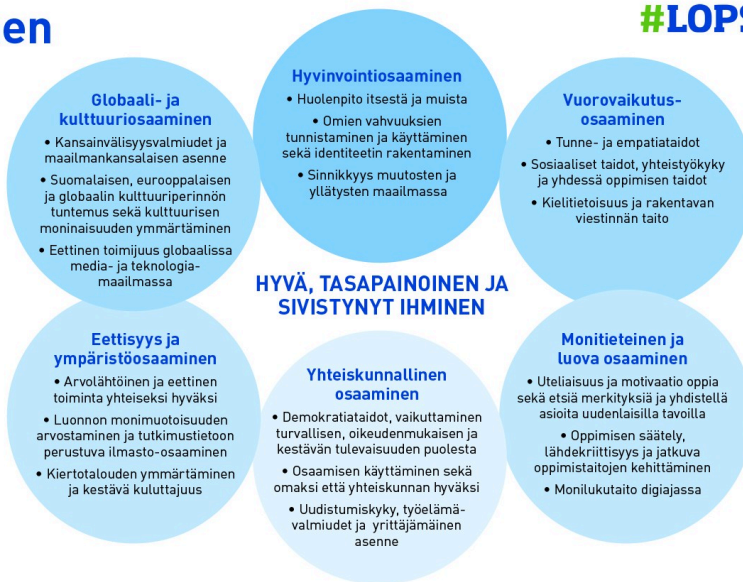 en
#LOPS
Hyvinvointiosaaminen
• Huolenpito itsestä ja muista
• Omien vahvuuksien
tunnistaminen ja käyttäminen
sekä identiteetin rakentaminen
• Sinnikkyys muutosten ja
yllätysten maailmassa
Globaali- ja
kulttuuriosaaminen
• Kansainvälisyysvalmiudet ja
maailmankansalaisen asenne
• Suomalaisen, eurooppalaisen
ja globaalin kulttuuriperinnön
tuntemus sekä kulttuurisen
moninaisuuden ymmärtäminen
• Eettinen toimijuus globaalissa
media- ja teknologia-
maailmassa
Vuorovaikutus-
osaaminen
• Tunne- ja empatiataidot
• Sosiaaliset taidot, yhteistyökyky
ja yhdessä oppimisen taidot
• Kielitietoisuus ja rakentavan
viestinnän taito
HYVÄ, TASAPAINOINEN JA
SIVISTYNYT IHMINEN
Eettisyys ja
ympäristöosaaminen
• Arvolähtöinen ja eettinen
toiminta yhteiseksi hyväksi
• Luonnon monimuotoisuuden
arvostaminen ja tutkimustietoon
perustuva ilmasto-osaaminen
• Kiertotalouden ymmärtäminen
ja kestävä kuluttajuus
Yhteiskunnallinen
osaaminen
• Demokratiataidot, vaikuttaminen
turvallisen, oikeudenmukaisen ja
kestävän tulevaisuuden puolesta
• Osaamisen käyttäminen sekä
omaksi että yhteiskunnan hyväksi
• Uudistumiskyky, työelämä-
valmiudet ja yrittäjämäinen
asenne
Monitieteinen ja
luova osaaminen
• Uteliaisuus ja motivaatio oppia
sekä etsiä merkityksiä ja yhdistellä
asioita uudenlaisilla tavoilla
• Oppimisen säätely,
lähdekriittisyys ja jatkuva
oppimistaitojen kehittäminen
• Monilukutaito digiajassa